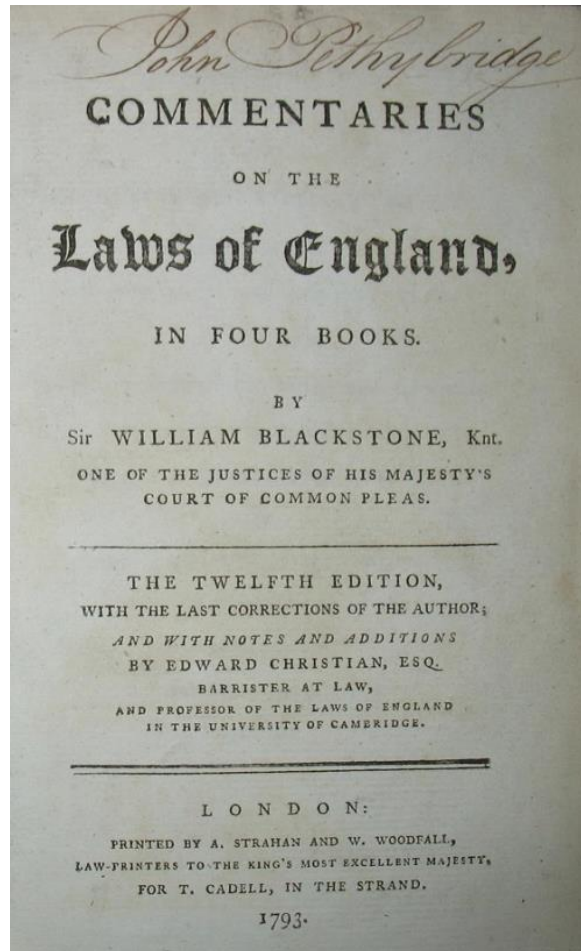 John Pethybridge
COMMENTARIES
ON THE
Laws of England,
IN FOUR BOOKS.
BY
Sir WILLIAM BLACKSTONE, Knt.
ONE OF THE JUSTICES OF HIS MAJESTY'S
COURT OF COMMON PLEAS.
THE TWELFTH EDITION,
WITH THE LAST CORRECTIONS OF THE AUTHOR;
AND WITH NOTES AND ADDITIONS
BY EDWARD CHRISTIAN, ESQ.
BARRISTER AT LAW,
AND PROFESSOR OF THE LAWS OF ENGLAND
IN THE UNIVERSITY OF CAMBRIDGE.
LONDON:
PRINTED BY A. STRAHAN AND W. WOODFALL,
LAW-PRINTERS TO THE KING'S MOST EXCELLENT MAJESTY,
FOR T. CADELL, IN THE STRAND.
1793.